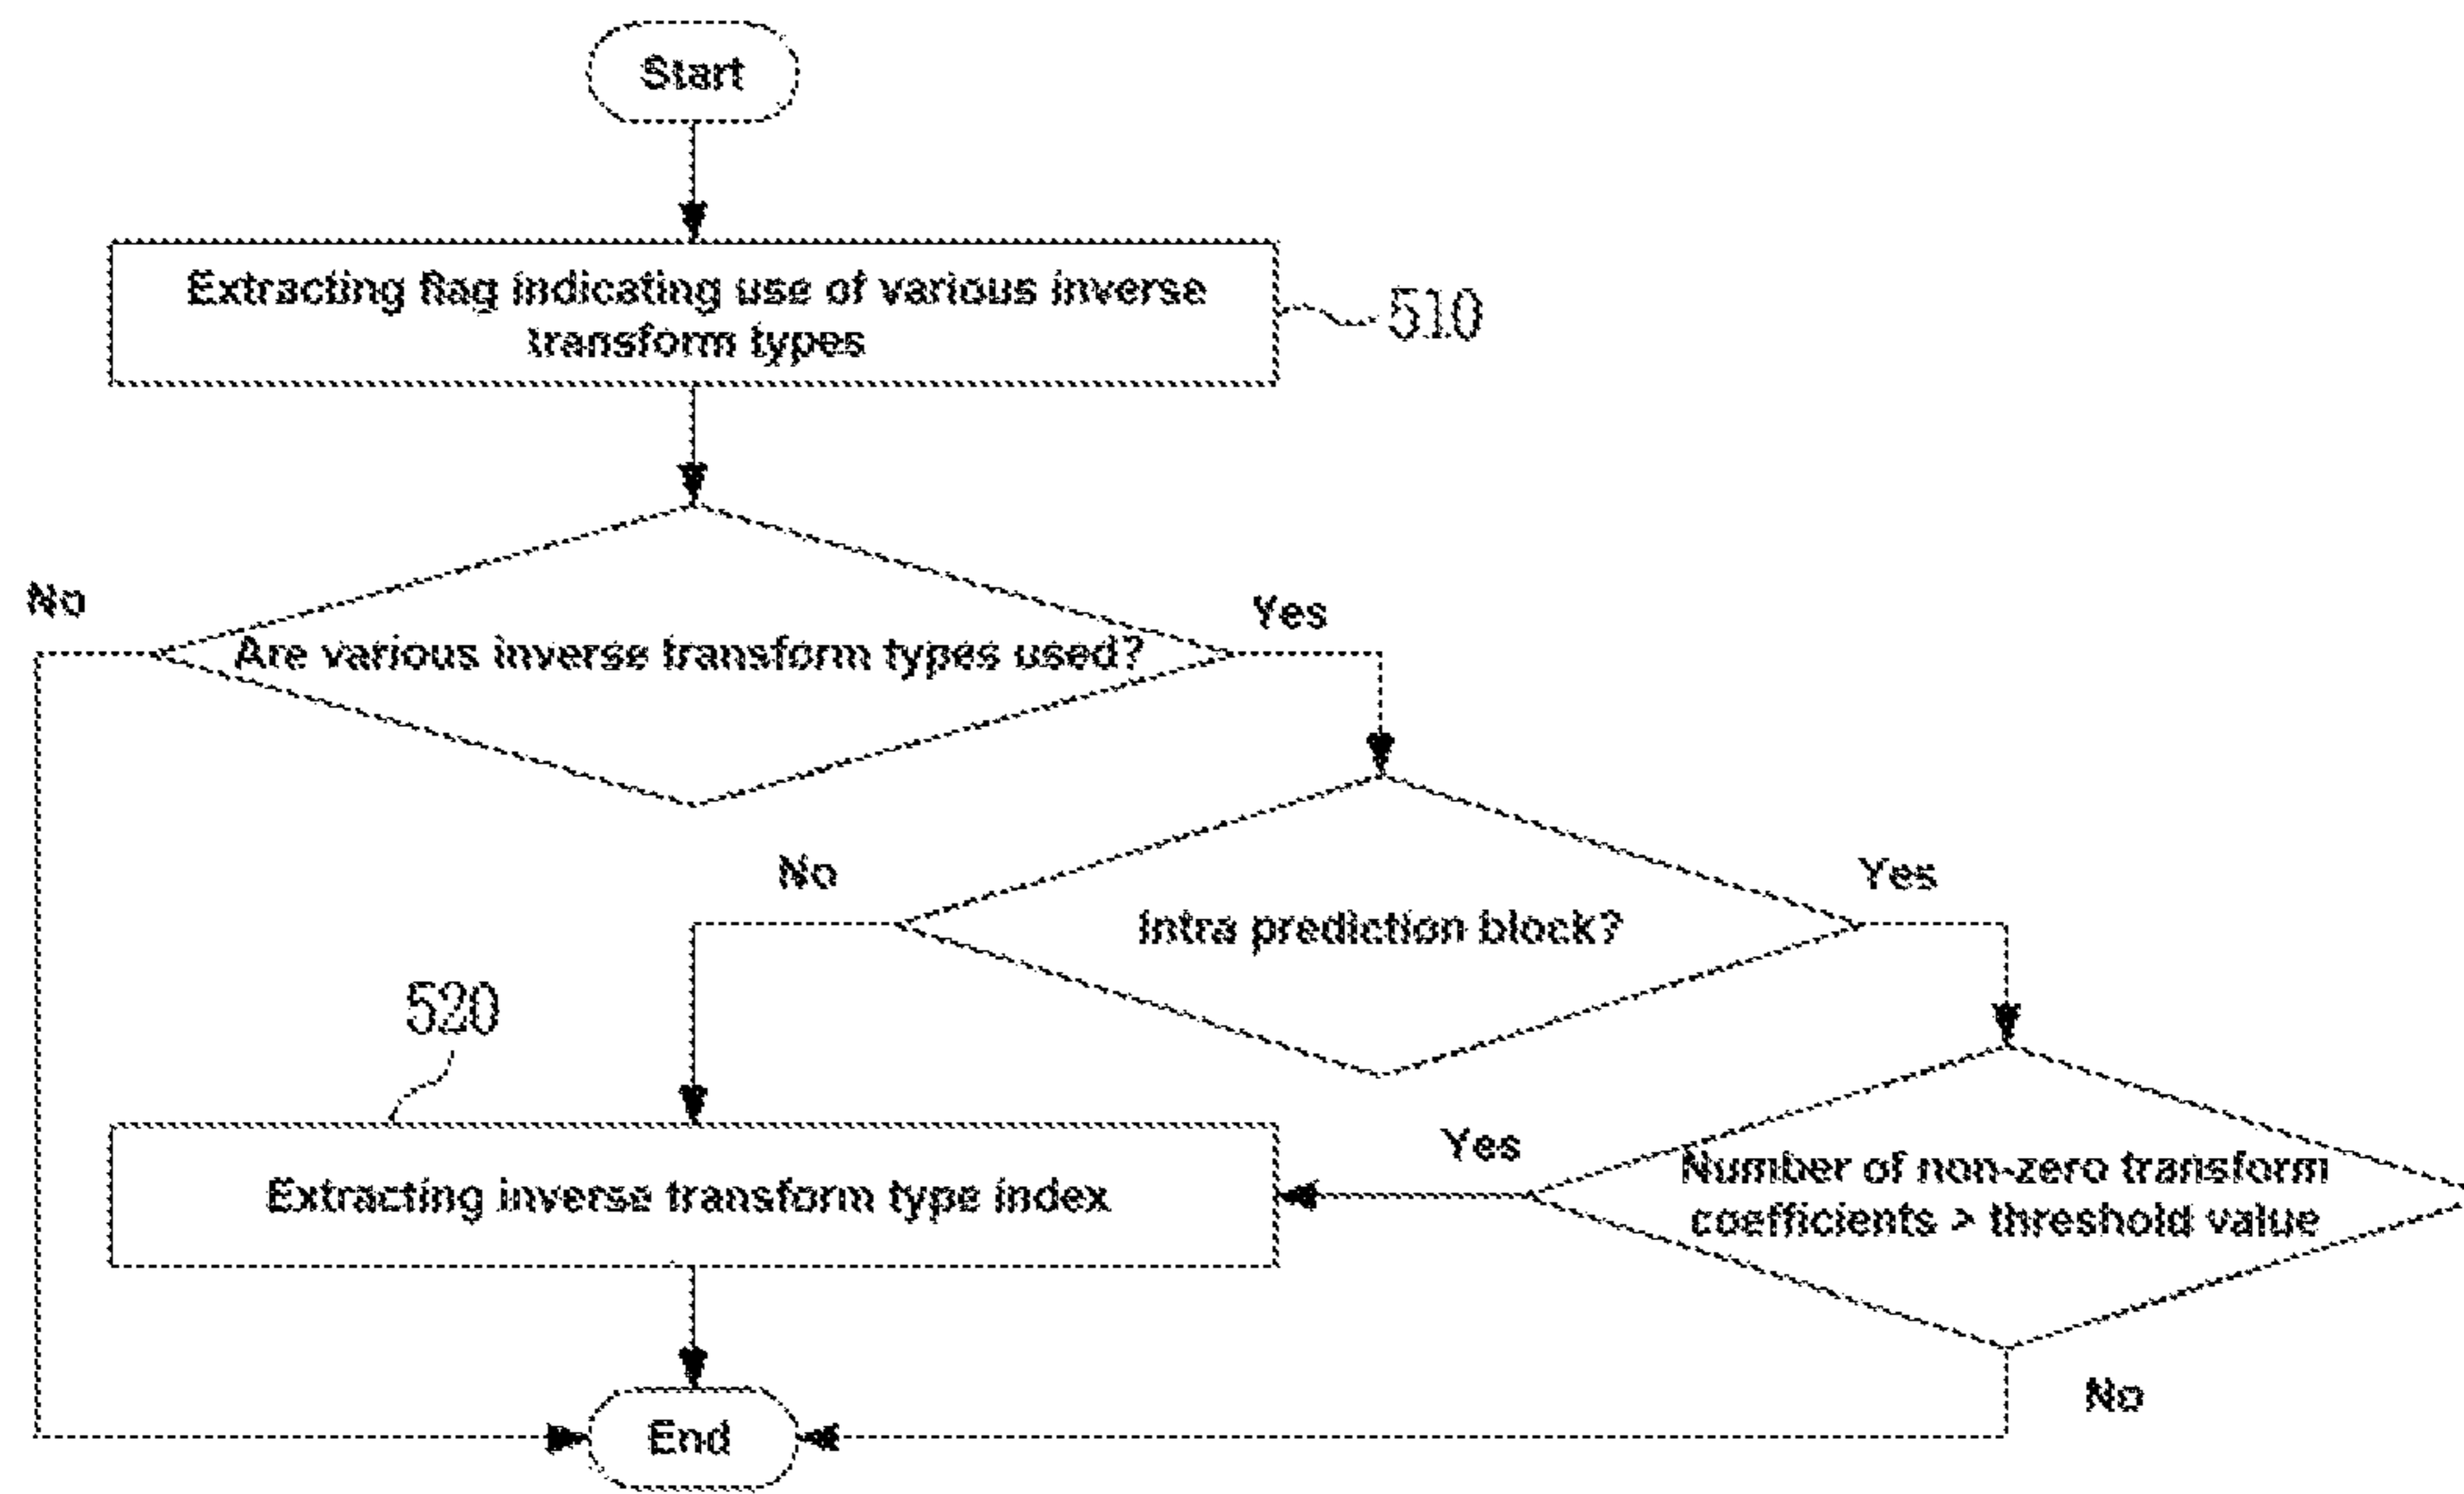 Start
Extracting flag indicating use of various inverse
transform types
510
No
Yes
Are various inverse transform types used?
No
Yes
Intra prediction block?
520
Yes
Number of non-zero transform
coefficients > threshold value
Extracting inverse transform type index
No
End